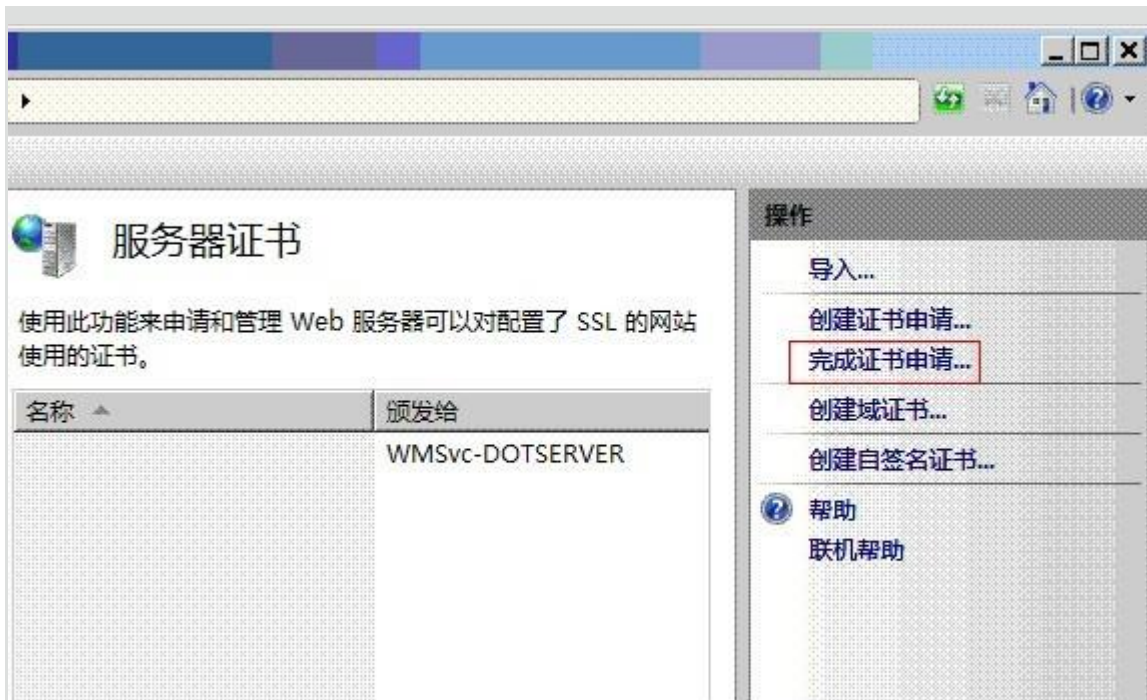 服务器证书
使用此功能来申请和管理 Web 服务器可以对配置了 SSL 的网站
使用的证书。
名称
颁发给
WMSvc-DOTSERVER
操作
导入...
创建证书申请...
完成证书申请...
创建域证书...
创建自签名证书...
帮助
联机帮助